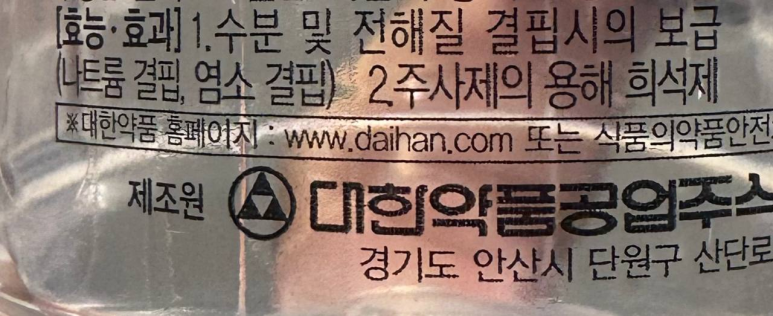 [효능·효과] 1.수분 및 전해질 결핍시의 보급
(나트륨 결핍, 염소 결핍) 2.주사제의 용해 희석제
※대한약품 홈페이지 : www.daihan.com 또는 식품의약품안전
제조원 대한약품공업주식
경기도 안산시 단원구 산단로